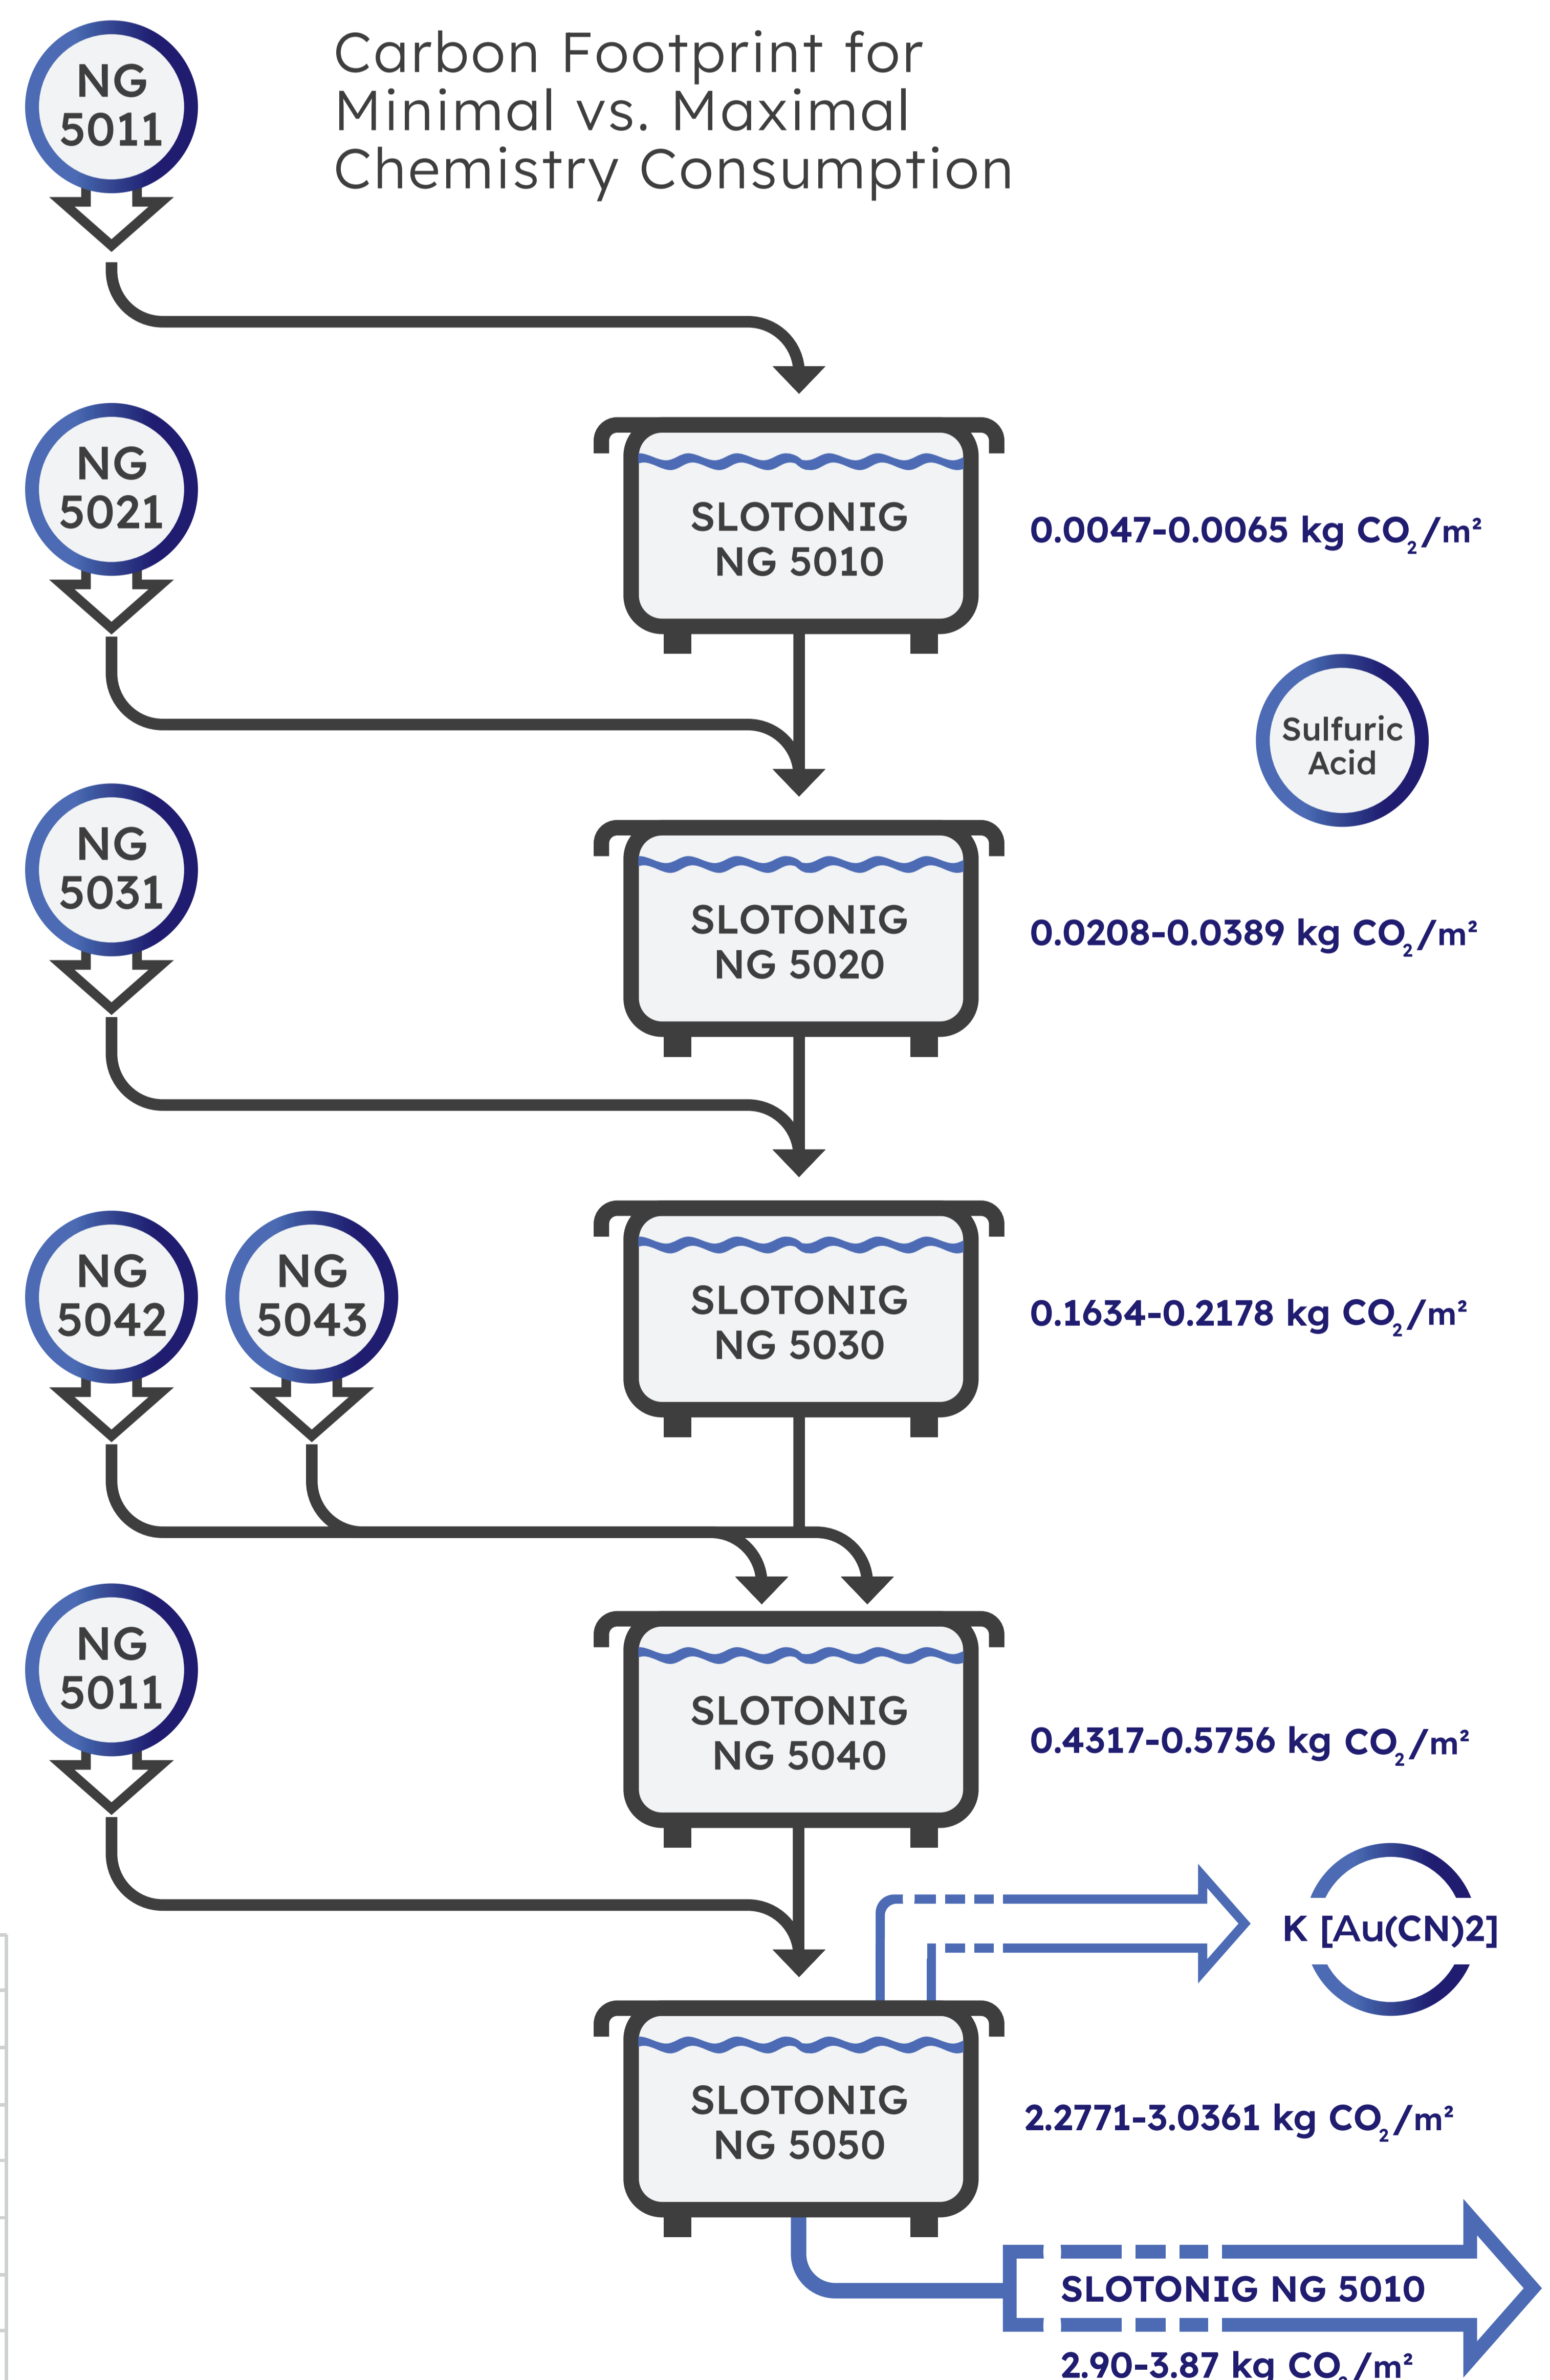 Carbon Footprint for
Minimal vs. Maximal
Chemistry Consumption
NG
5011
NG
5021
SLOTONIG
NG 5010
0.0047-0.0065 kg CO₂/m²
Sulfuric
Acid
NG
5031
SLOTONIG
NG 5020
0.0208-0.0389 kg CO₂/m²
NG
5042
NG
5043
SLOTONIG
NG 5030
0.1634-0.2178 kg CO₂/m²
NG
5011
SLOTONIG
NG 5040
0.4317-0.5756 kg CO₂/m²
K [Au(CN)2]
SLOTONIG
NG 5050
2.2771-3.0361 kg CO₂/m²
SLOTONIG NG 5010
2.90-3.87 kg CO₂/m²